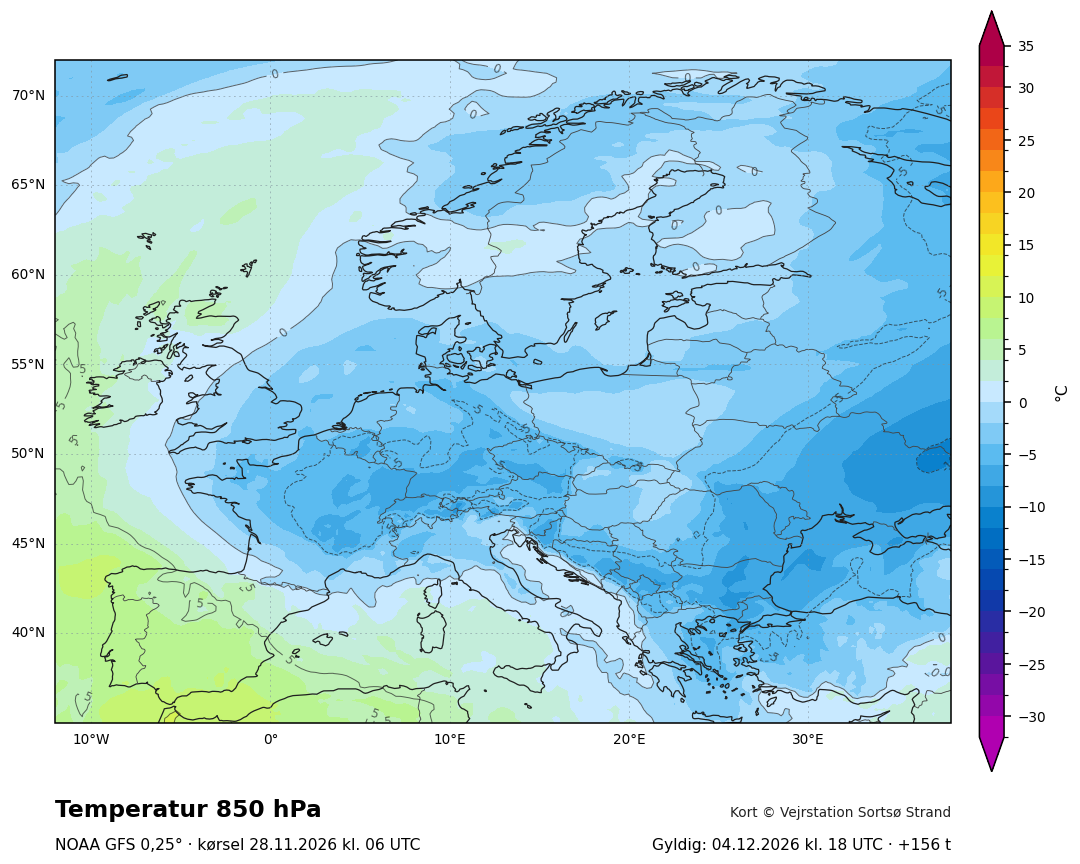 35
30
25
20
15
10
5
0
−5
−10
−15
−20
−25
−30
°C
70°N
65°N
60°N
55°N
50°N
45°N
40°N
10°W
0°
10°E
20°E
30°E
Temperatur 850 hPa
Kort © Vejrstation Sortsø Strand
NOAA GFS 0,25° · kørsel 28.11.2026 kl. 06 UTC
Gyldig: 04.12.2026 kl. 18 UTC · +156 t